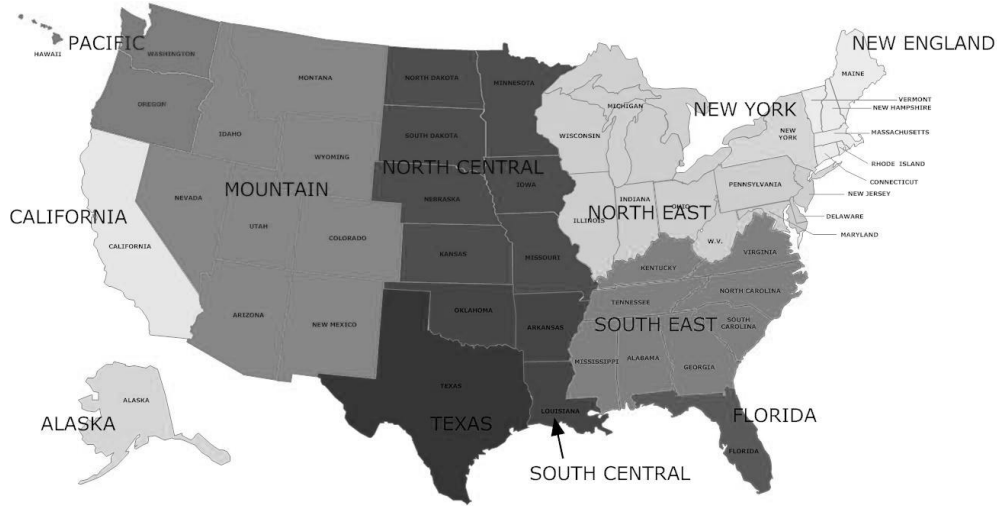 HAWAII
PACIFIC
WASHINGTON
OREGON
MONTANA
IDAHO
WYOMING
MOUNTAIN
NEVADA
UTAH
COLORADO
ARIZONA
NEW MEXICO
CALIFORNIA
CALIFORNIA
ALASKA
ALASKA
NORTH DAKOTA
MINNESOTA
SOUTH DAKOTA
NORTH CENTRAL
IOWA
NEBRASKA
KANSAS
MISSOURI
OKLAHOMA
ARKANSAS
TEXAS
TEXAS
LOUISIANA
SOUTH CENTRAL
WISCONSIN
MICHIGAN
ILLINOIS
INDIANA
OHIO
NORTH EAST
W.V.
PENNSYLVANIA
NEW YORK
NEW YORK
NEW ENGLAND
MAINE
VERMONT
NEW HAMPSHIRE
MASSACHUSETTS
RHODE ISLAND
CONNECTICUT
NEW JERSEY
DELAWARE
MARYLAND
VIRGINIA
KENTUCKY
NORTH CAROLINA
TENNESSEE
SOUTH EAST
SOUTH
CAROLINA
MISSISSIPPI
ALABAMA
GEORGIA
FLORIDA
FLORIDA